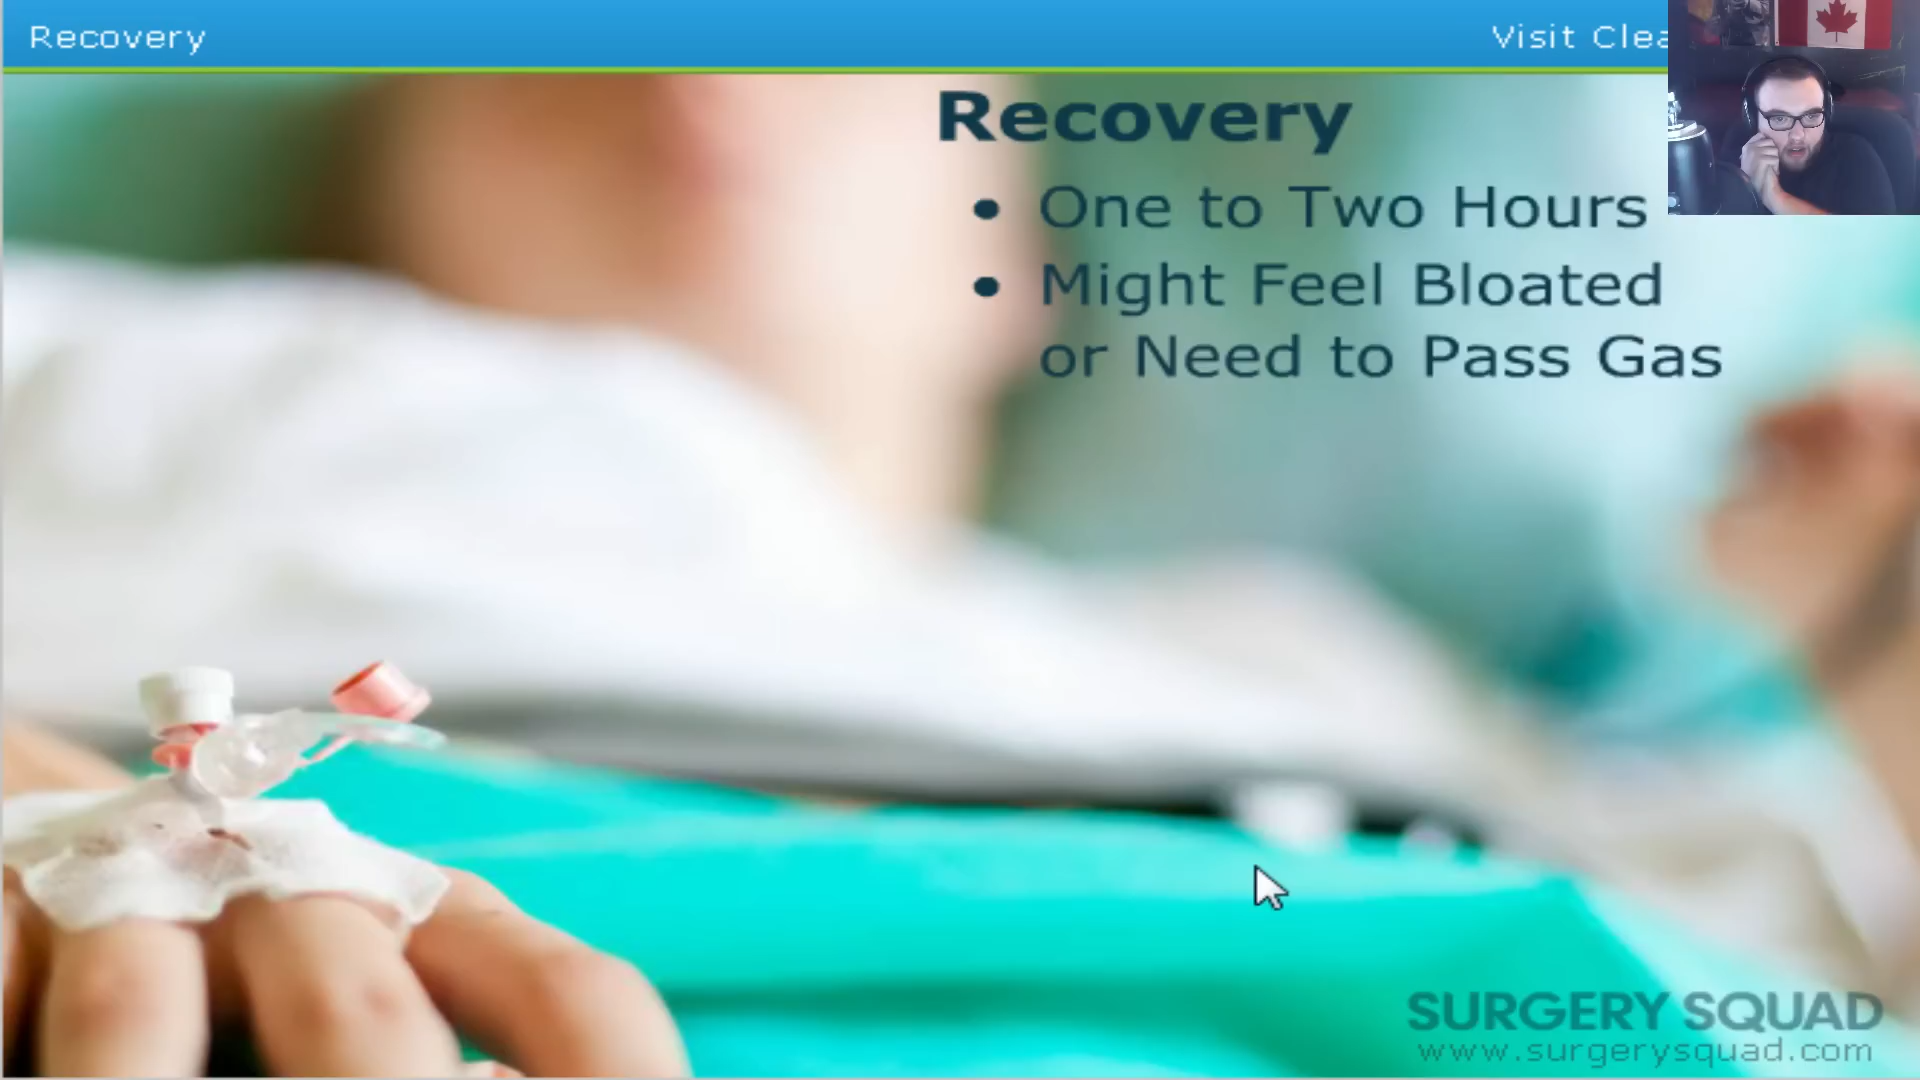 Recovery
Visit
Recovery
• One to Two Hours
• Might Feel Bloated
or Need to Pass Gas
SURGERY SQUAD
www.surgerysquad.com